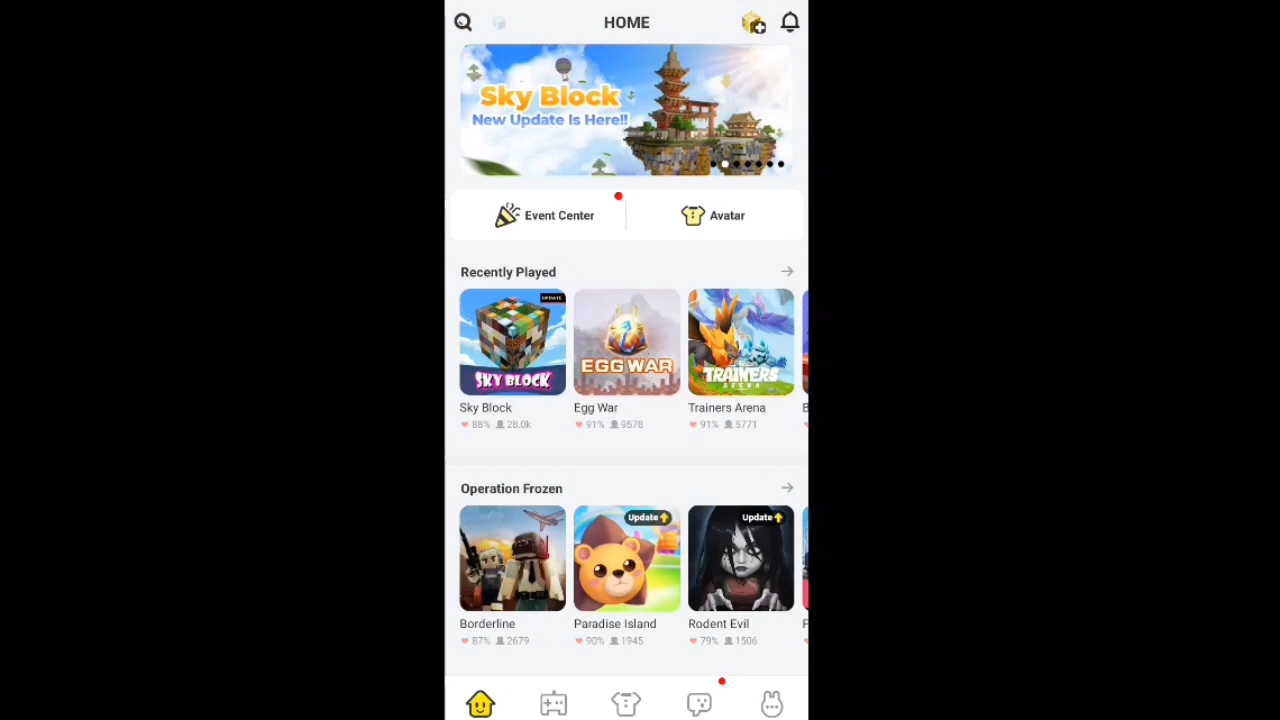 HOME
Sky Block
New Update Is Here!!
Event Center
Avatar
Recently Played
UPDATE
SKY BLOCK
EGG WAR
TRAINERS
ARENA
Sky Block
Egg War
Trainers Arena
B
88% 28.0k
91% 9578
91% 5771
Operation Frozen
Update
Update
Borderline
Paradise Island
Rodent Evil
F
87% 2679
90% 1945
79% 1506